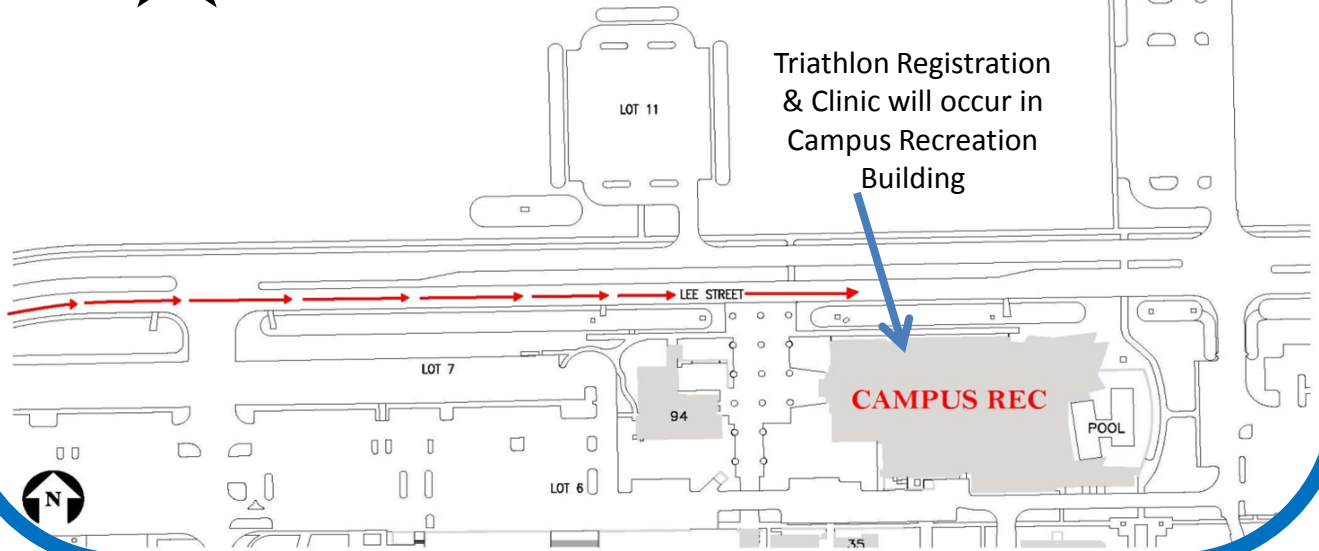 Triathlon Registration
& Clinic will occur in
Campus Recreation
Building
LOT 11
LEE STREET
LOT 7
94
CAMPUS REC
POOL
LOT 6
N
35